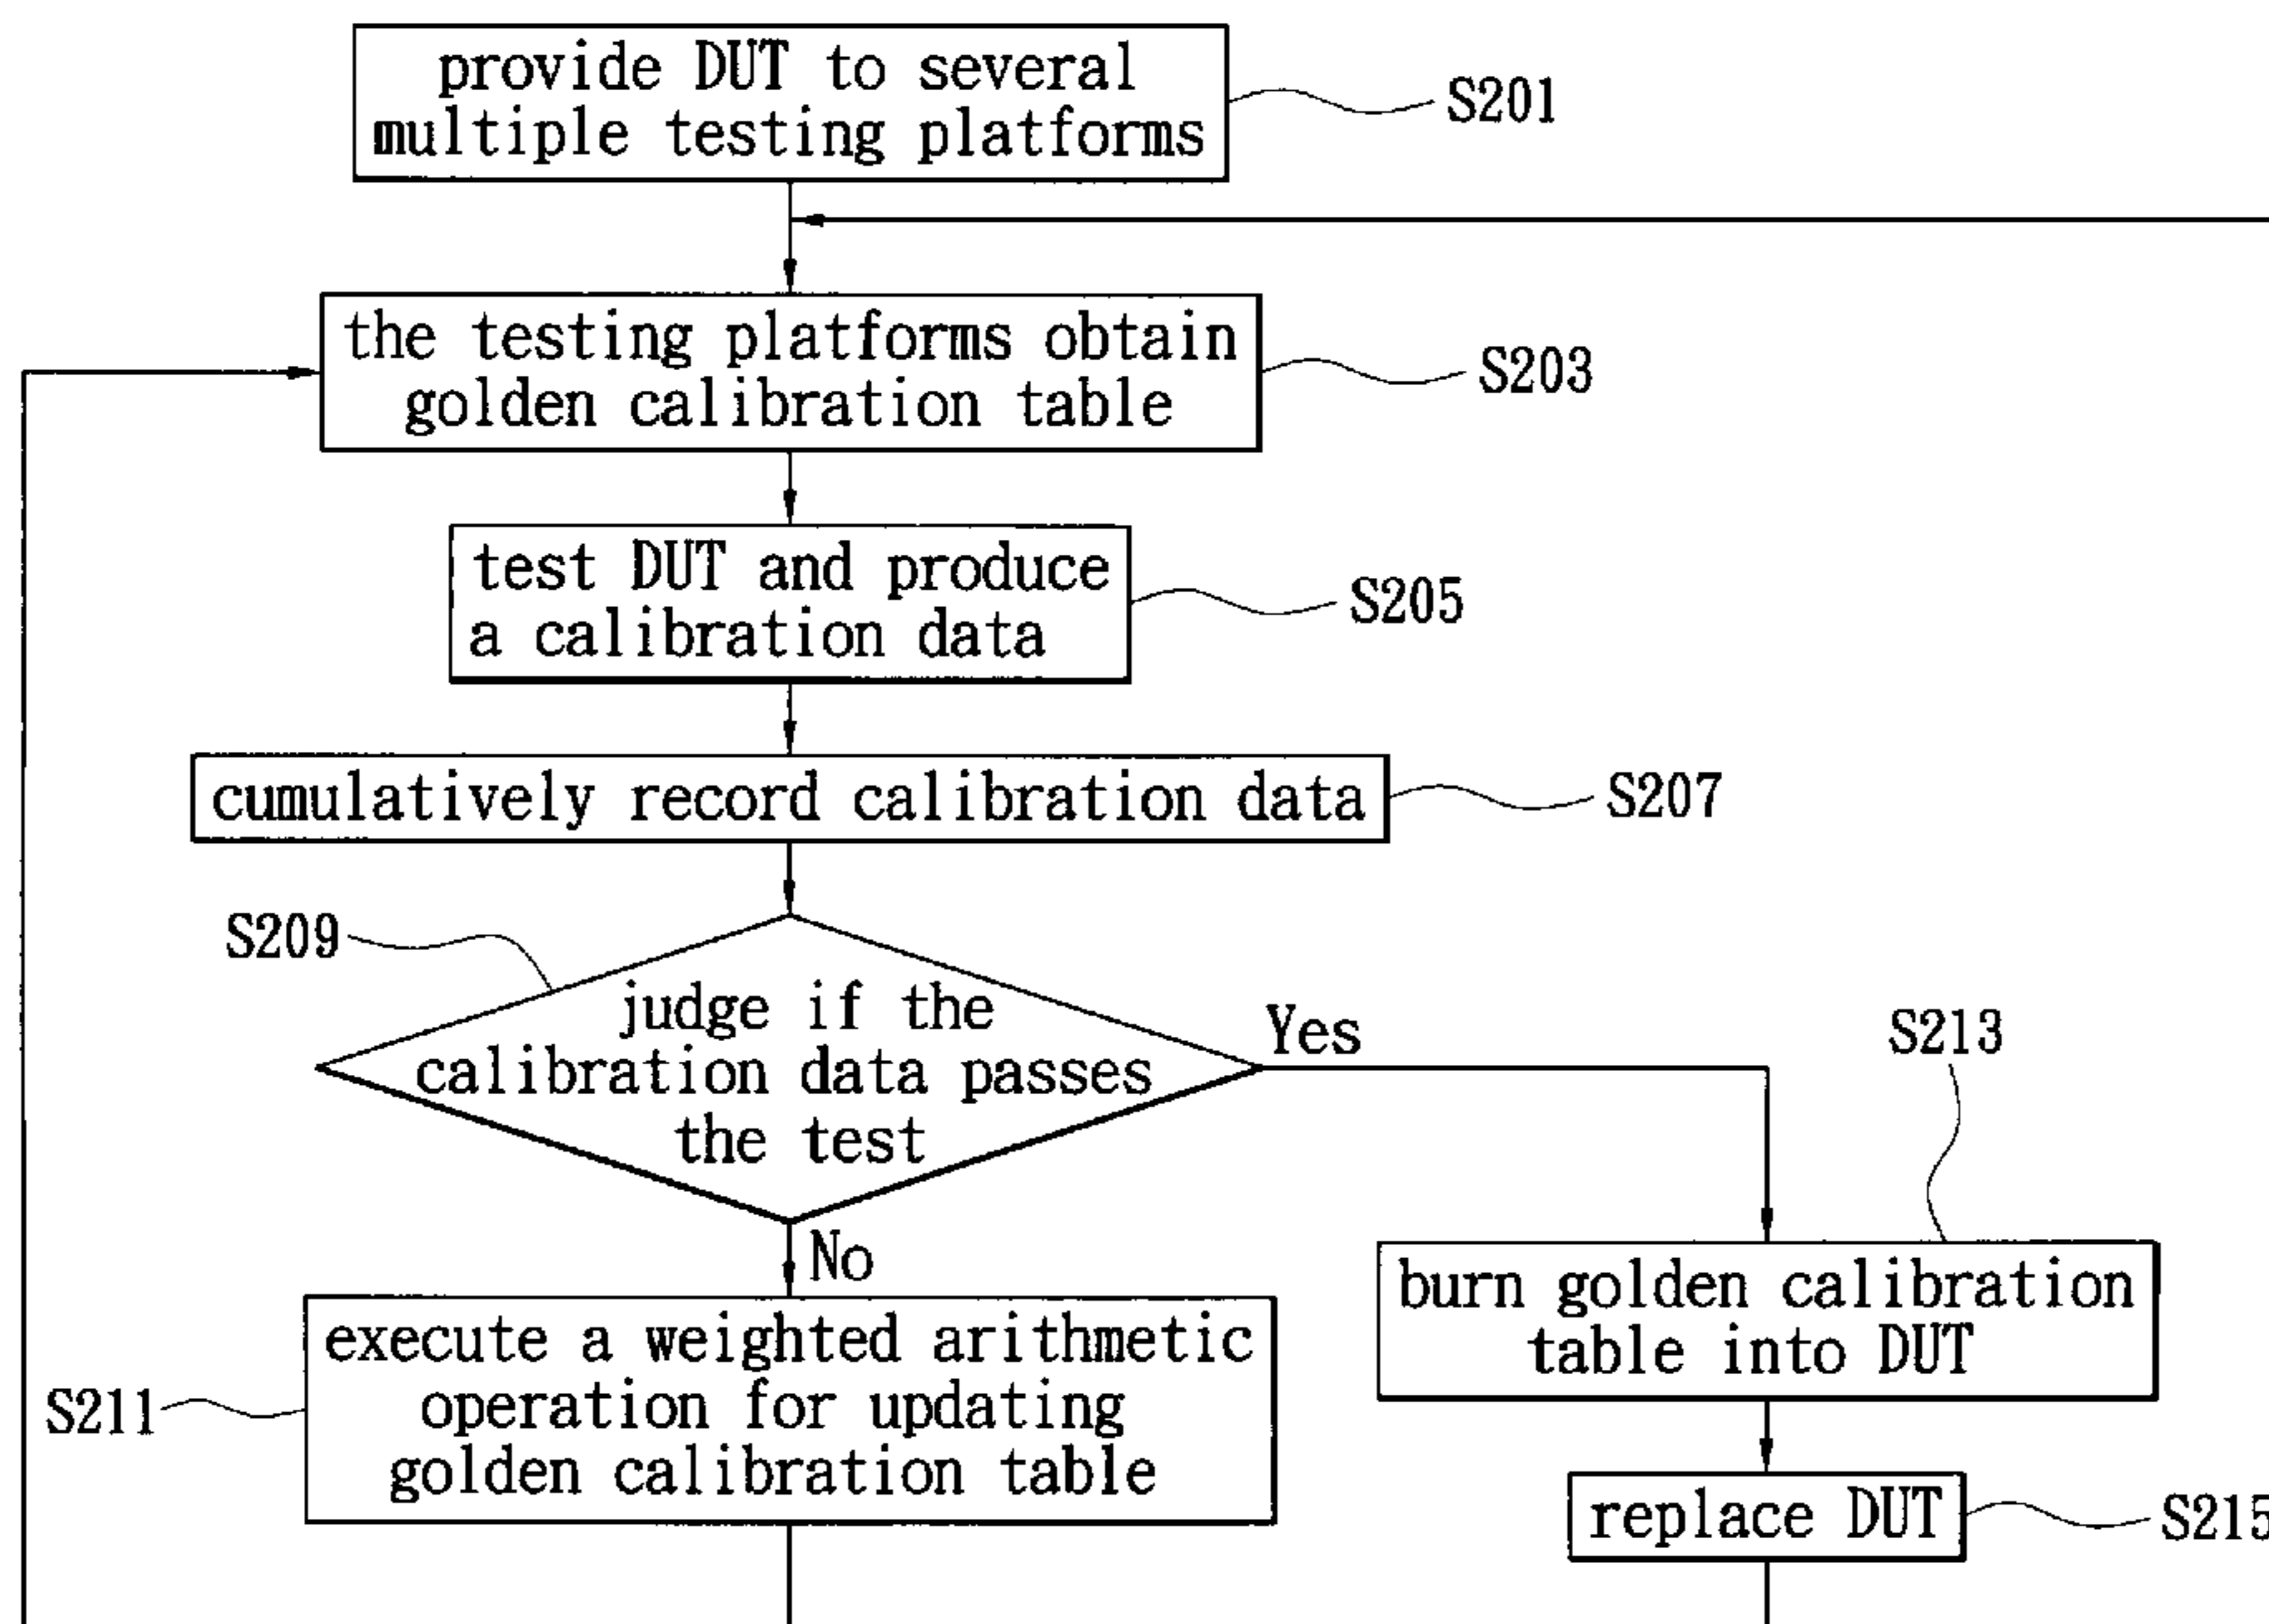 provide DUT to several
multiple testing platforms
S201
the testing platforms obtain
golden calibration table
S203
test DUT and produce
a calibration data
S205
cumulatively record calibration data
S207
S209
judge if the
calibration data passes
the test
Yes
No
S213
burn golden calibration
table into DUT
S211
execute a weighted arithmetic
operation for updating
golden calibration table
replace DUT
S215